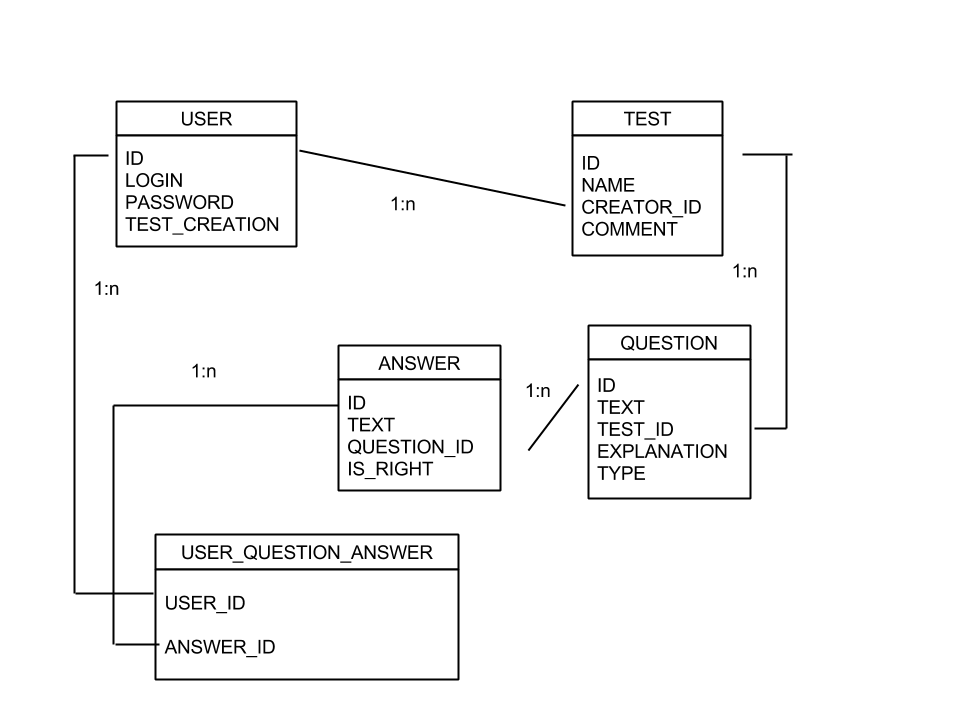 USER
ID
LOGIN
PASSWORD
TEST_CREATION
TEST
ID
NAME
CREATOR_ID
COMMENT
1:n
1:n
1:n
1:n
ANSWER
ID
TEXT
QUESTION_ID
IS_RIGHT
1:n
QUESTION
ID
TEXT
TEST_ID
EXPLANATION
TYPE
USER_QUESTION_ANSWER
USER_ID
ANSWER_ID